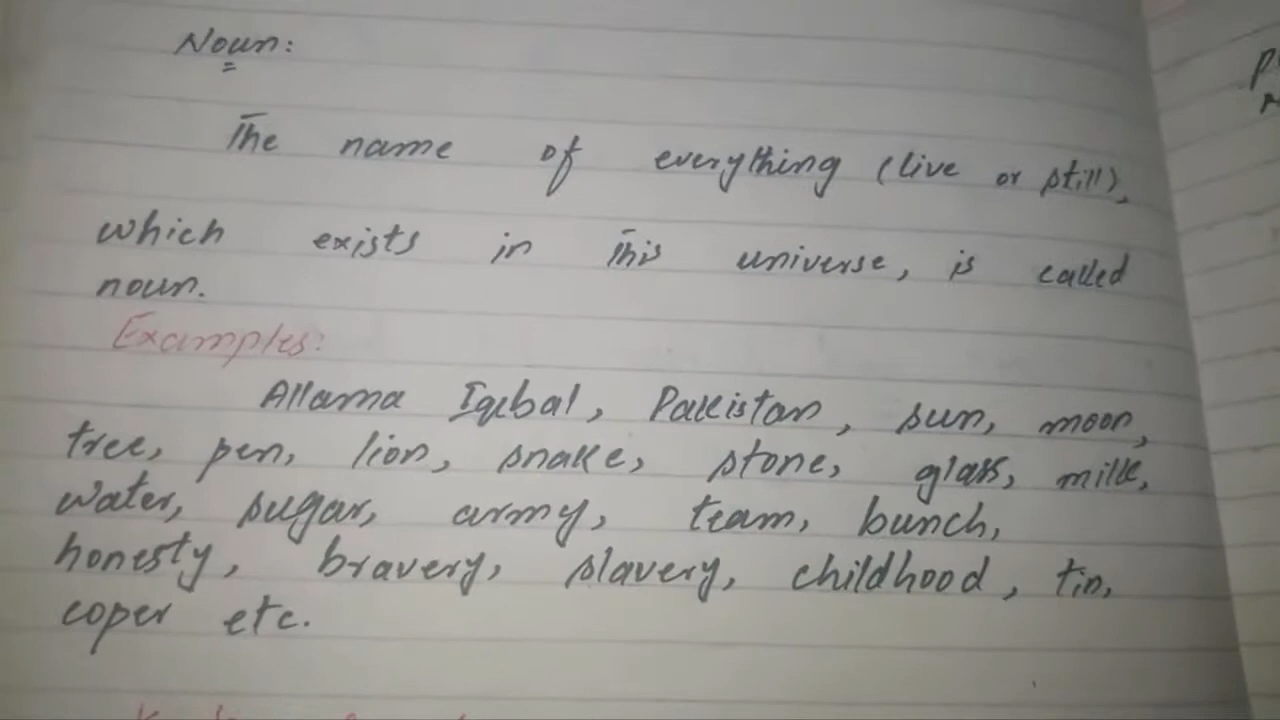 Noun:
The name of everything (live or still),
which exists in this universe, is called
noun.
Examples:
Allama Iqbal, Pakistan, sun, moon,
tree, pen, lion, snake, stone, glass, milk,
water, sugar, army, team, bunch,
honesty, bravery, slavery, childhood, tin,
coper etc.